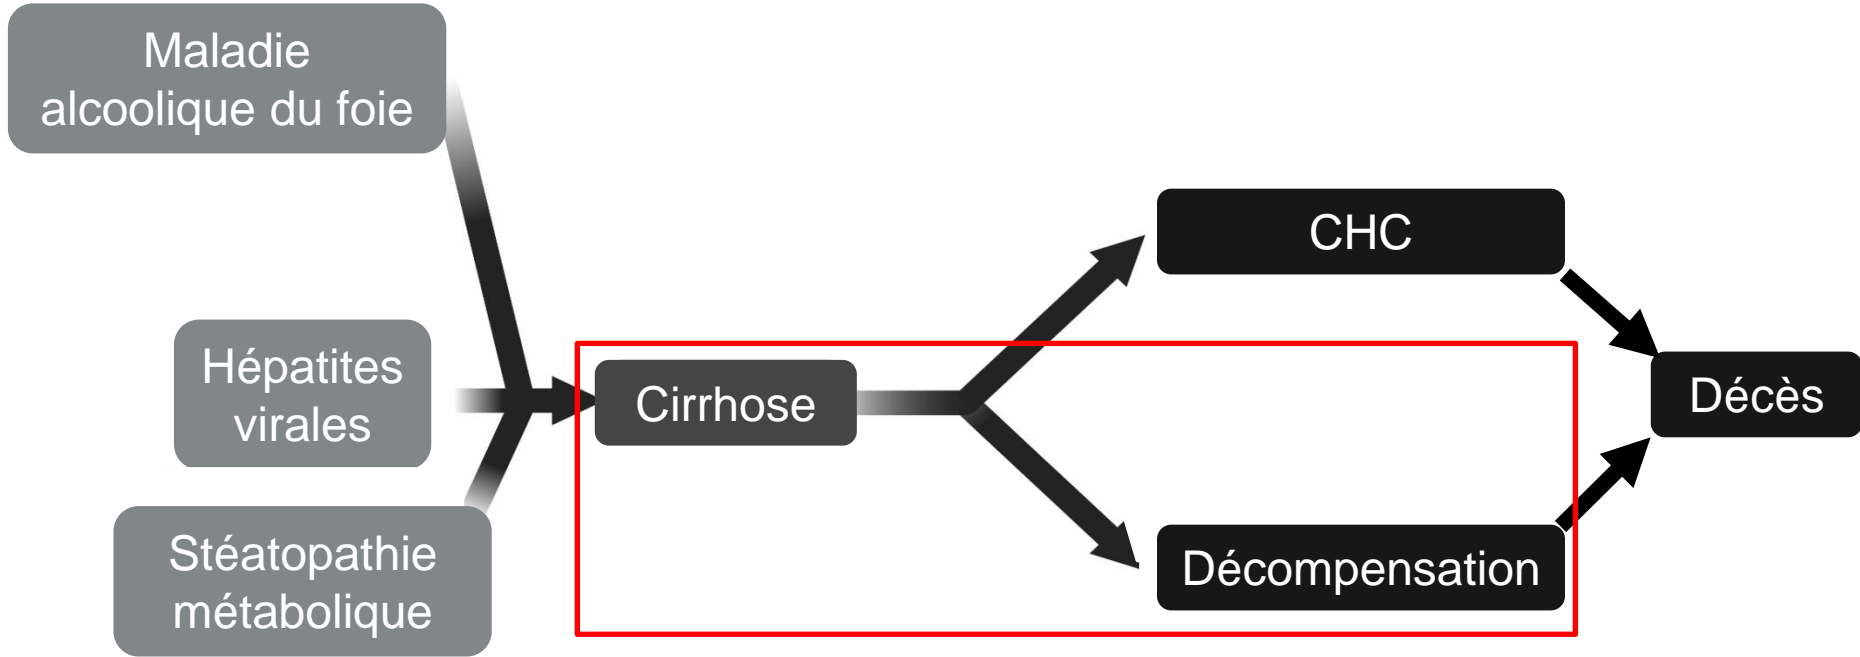 Maladie
alcoolique du foie
Hépatites
virales
Stéatopathie
métabolique
Cirrhose
CHC
Décompensation
Décès